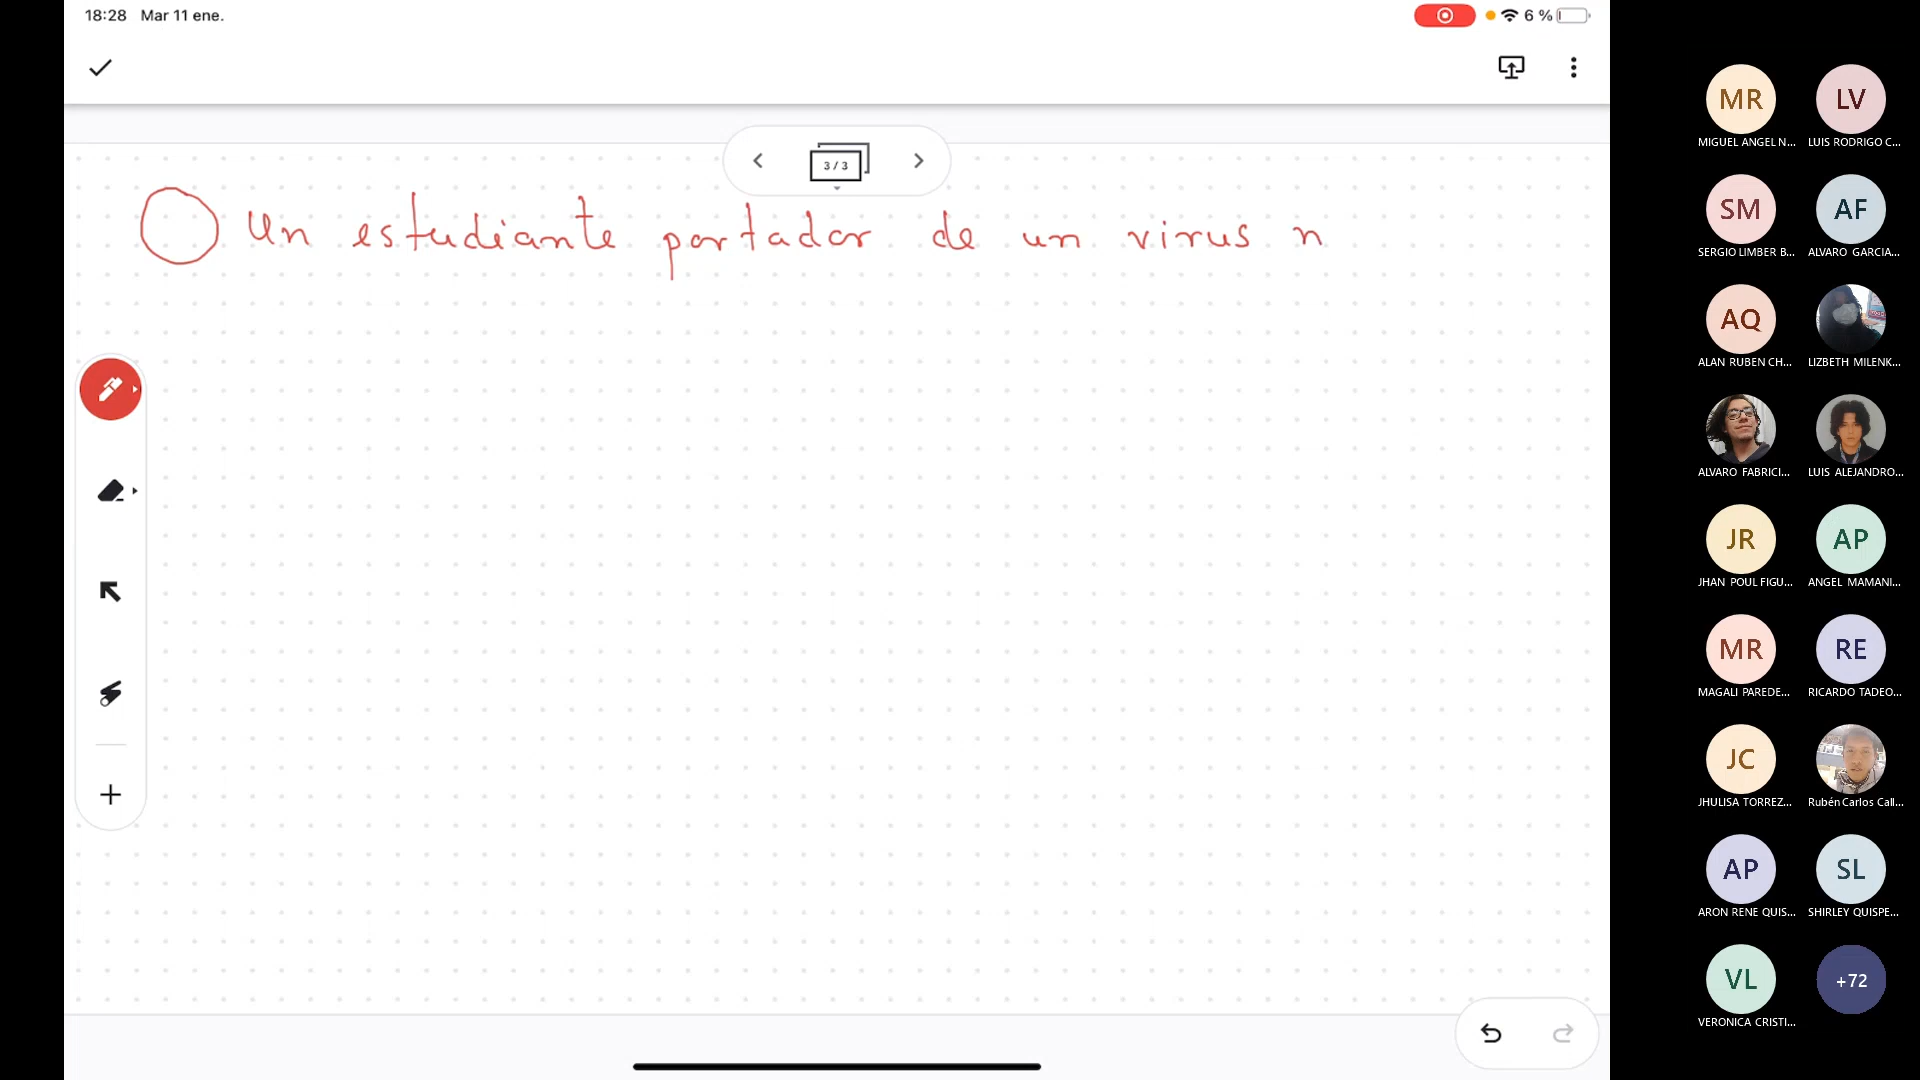 18:28 Mar 11 ene.
6 %
3 / 3
Un estudiante portador de un virus n
MR
MIGUEL ANGEL N...
LV
LUIS RODRIGO C...
SM
SERGIO LIMBER B...
AF
ALVARO GARCIA...
AQ
ALAN RUBEN CH...
LIZBETH MILENK...
ALVARO FABRICI...
LUIS ALEJANDRO...
JR
JHAN POUL FIGU...
AP
ANGEL MAMANI...
MR
MAGALI PAREDE...
RE
RICARDO TADEO...
JC
JHULISA TORREZ...
Rubén Carlos Call...
AP
ARON RENE QUIS...
SL
SHIRLEY QUISPE...
VL
VERONICA CRISTI...
+72